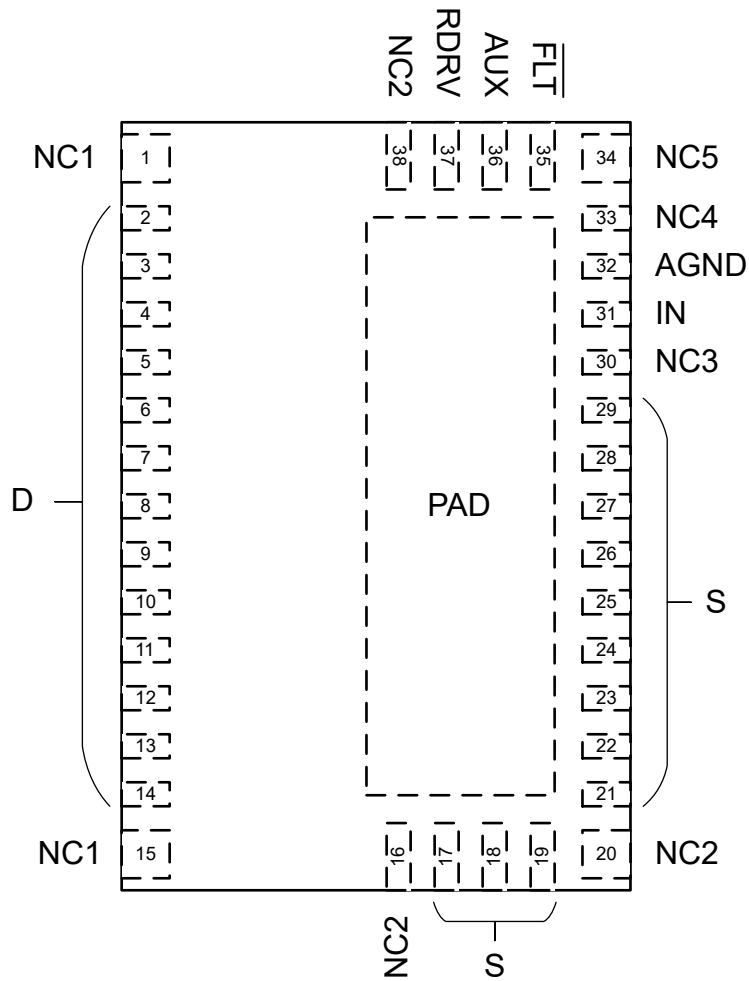 NC2 RDRV AUX FLT
38 37 36 35
NC1 1 34 NC5
2 33 NC4
3 32 AGND
4 31 IN
5 30 NC3
6 29
7 28
D 8 PAD 27
9 26
10 25 S
11 24
12 23
13 22
14 21
NC1 15 16 17 18 19 20 NC2
NC2 S